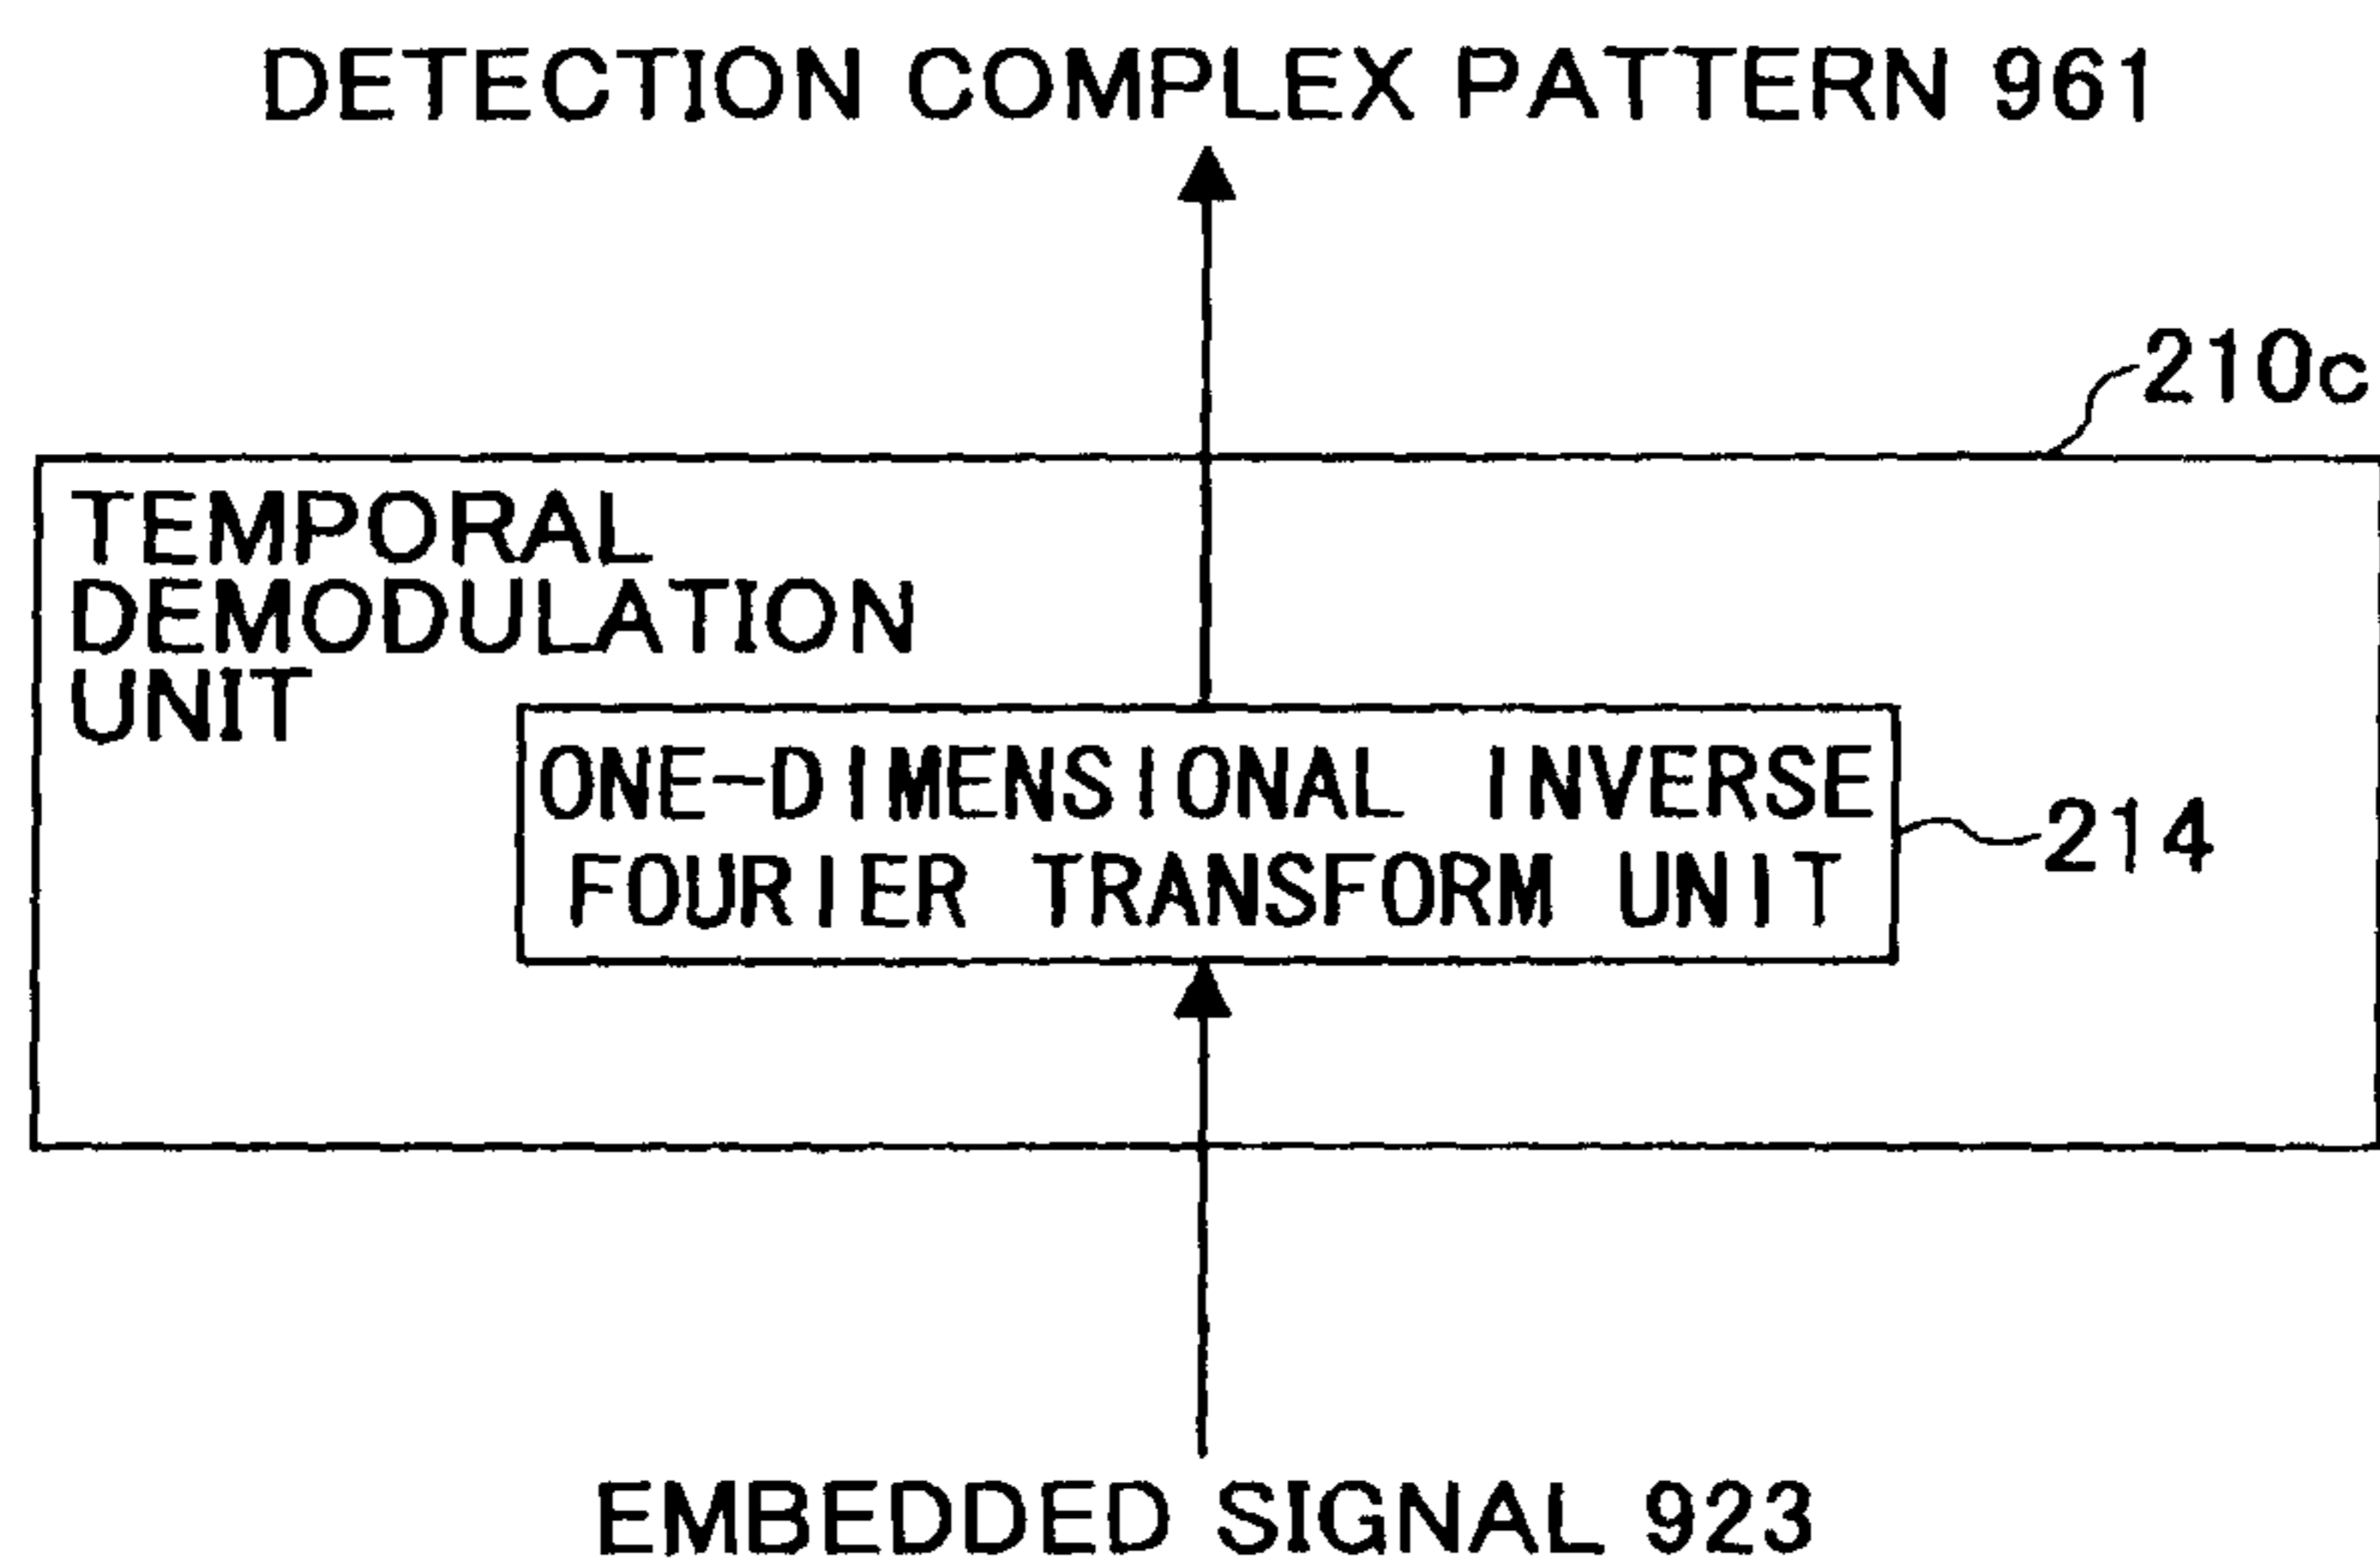 DETECTION COMPLEX PATTERN 961
210c
TEMPORAL
DEMODULATION
UNIT
ONE-DIMENSIONAL INVERSE
FOURIER TRANSFORM UNIT
214
EMBEDDED SIGNAL 923